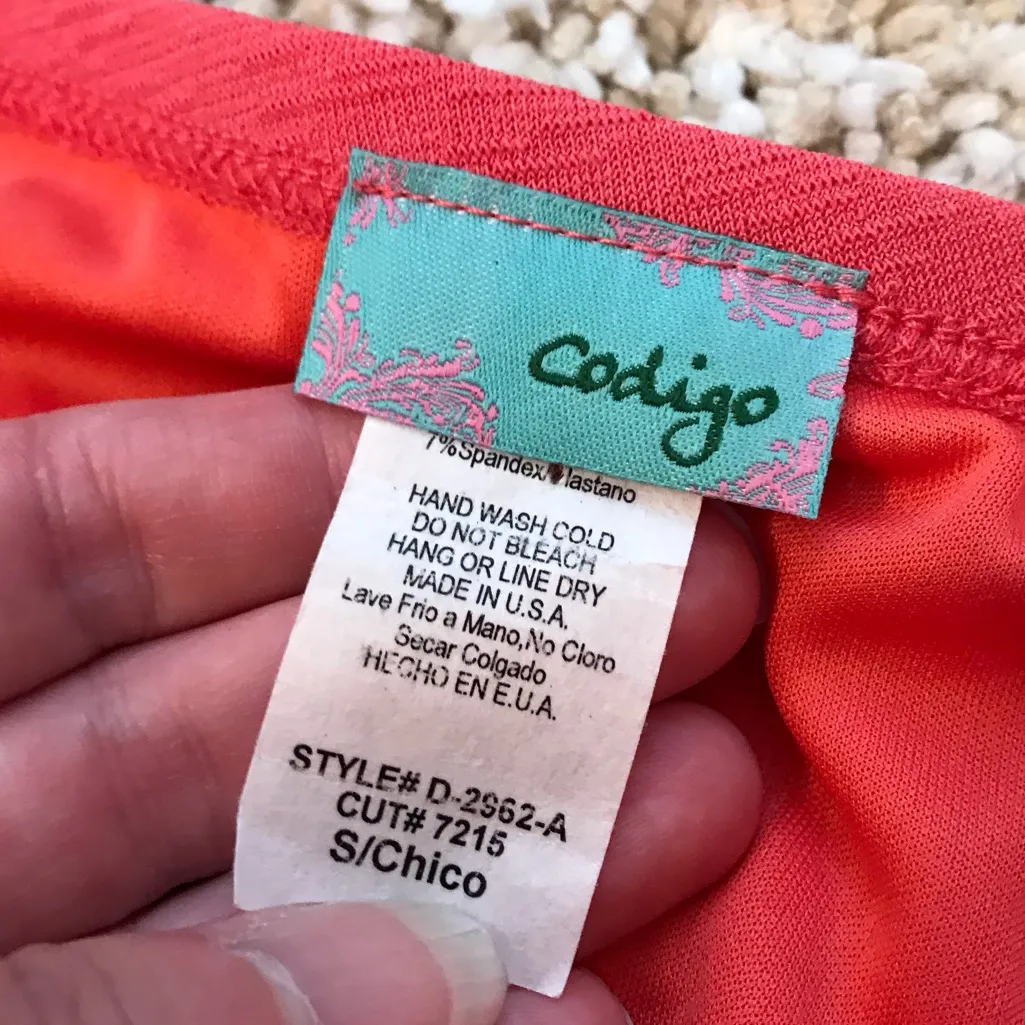 codigo
7%Spandex/Elastano
HAND WASH COLD
DO NOT BLEACH
HANG OR LINE DRY
MADE IN U.S.A.
Lave Frio a Mano,No Cloro
Secar Colgado
HECHO EN E.U.A.
STYLE# D-2962-A
CUT# 7215
S/Chico